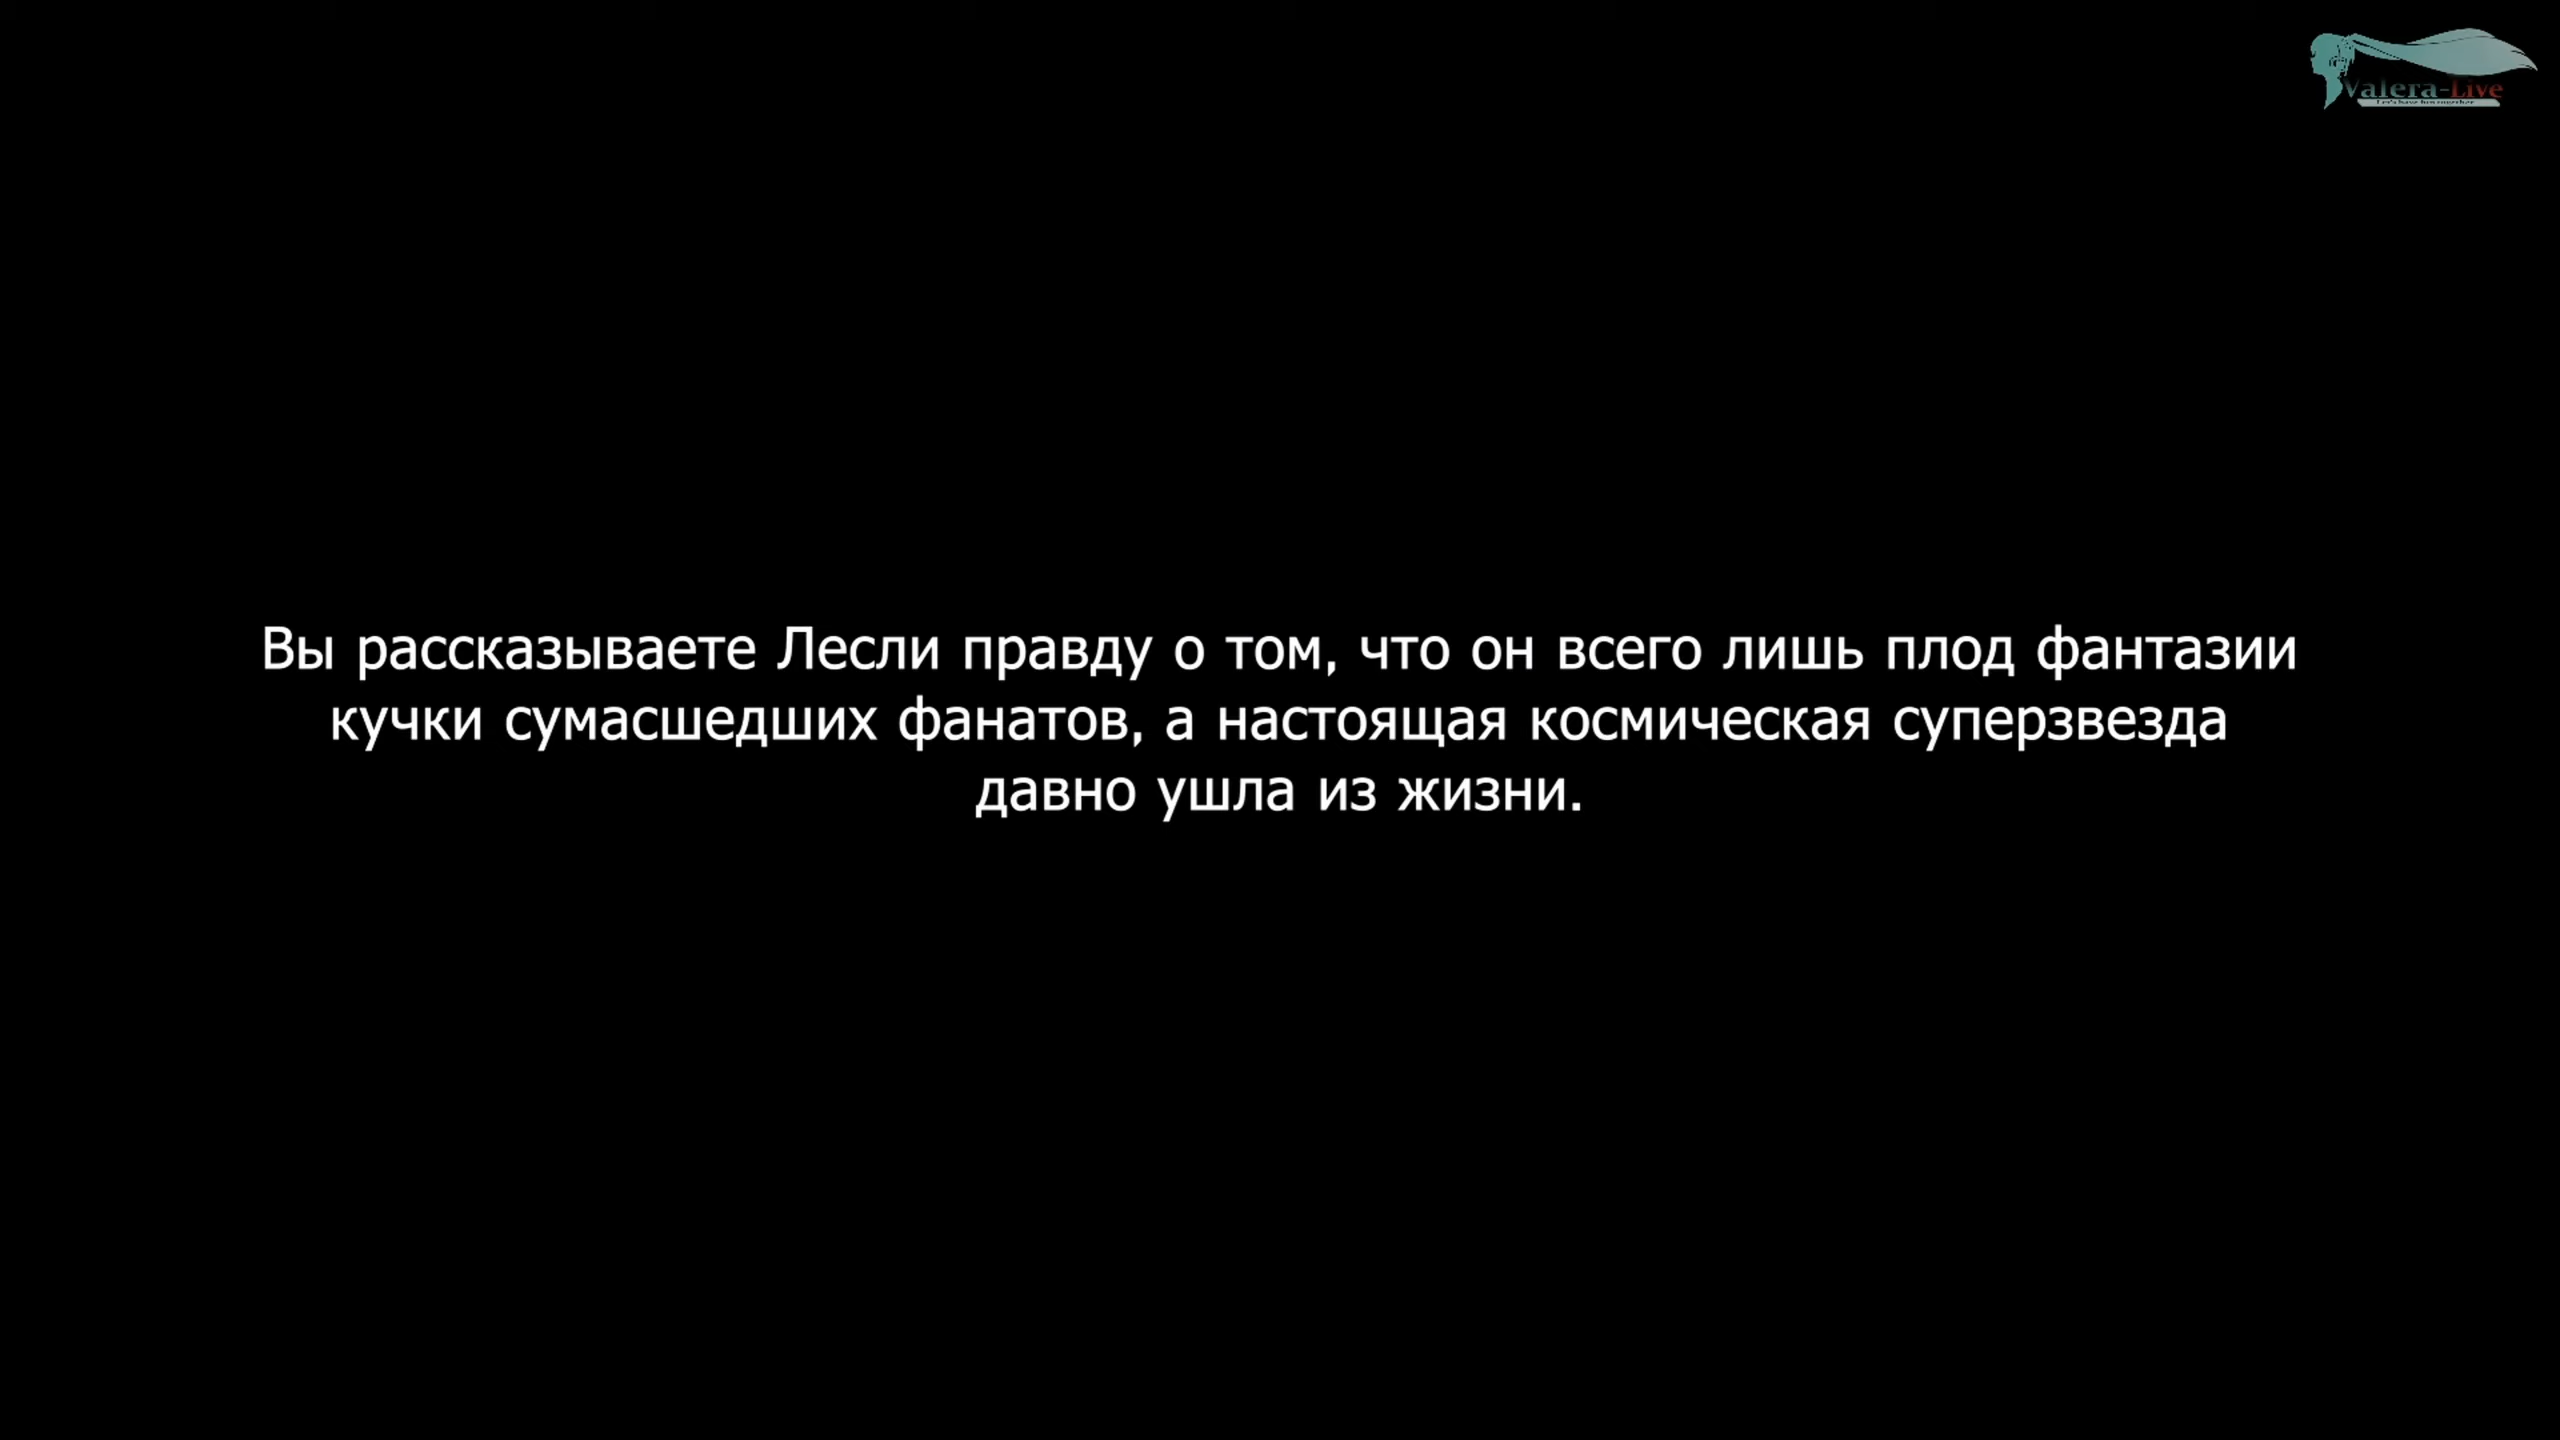 Valera-Live
Вы рассказываете Лесли правду о том, что он всего лишь плод фантазии
кучки сумасшедших фанатов, а настоящая космическая суперзвезда
давно ушла из жизни.